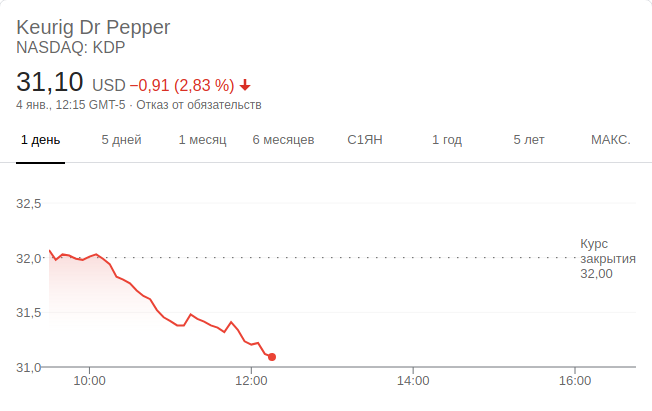 Keurig Dr Pepper
NASDAQ: KDP
31,10 USD −0,91 (2,83 %)
4 янв., 12:15 GMT-5 · Отказ от обязательств
1 день 5 дней 1 месяц 6 месяцев С1ЯН 1 год 5 лет МАКС.
32,5
Курс
32,0 закрытия
32,00
31,5
31,0
10:00 12:00 14:00 16:00